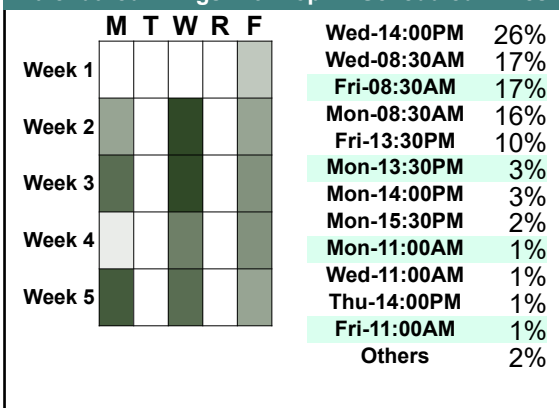 M T W R F
Week 1
Week 2
Week 3
Week 4
Week 5
Wed-14:00PM 26%
Wed-08:30AM 17%
Fri-08:30AM 17%
Mon-08:30AM 16%
Fri-13:30PM 10%
Mon-13:30PM 3%
Mon-14:00PM 3%
Mon-15:30PM 2%
Mon-11:00AM 1%
Wed-11:00AM 1%
Thu-14:00PM 1%
Fri-11:00AM 1%
Others 2%